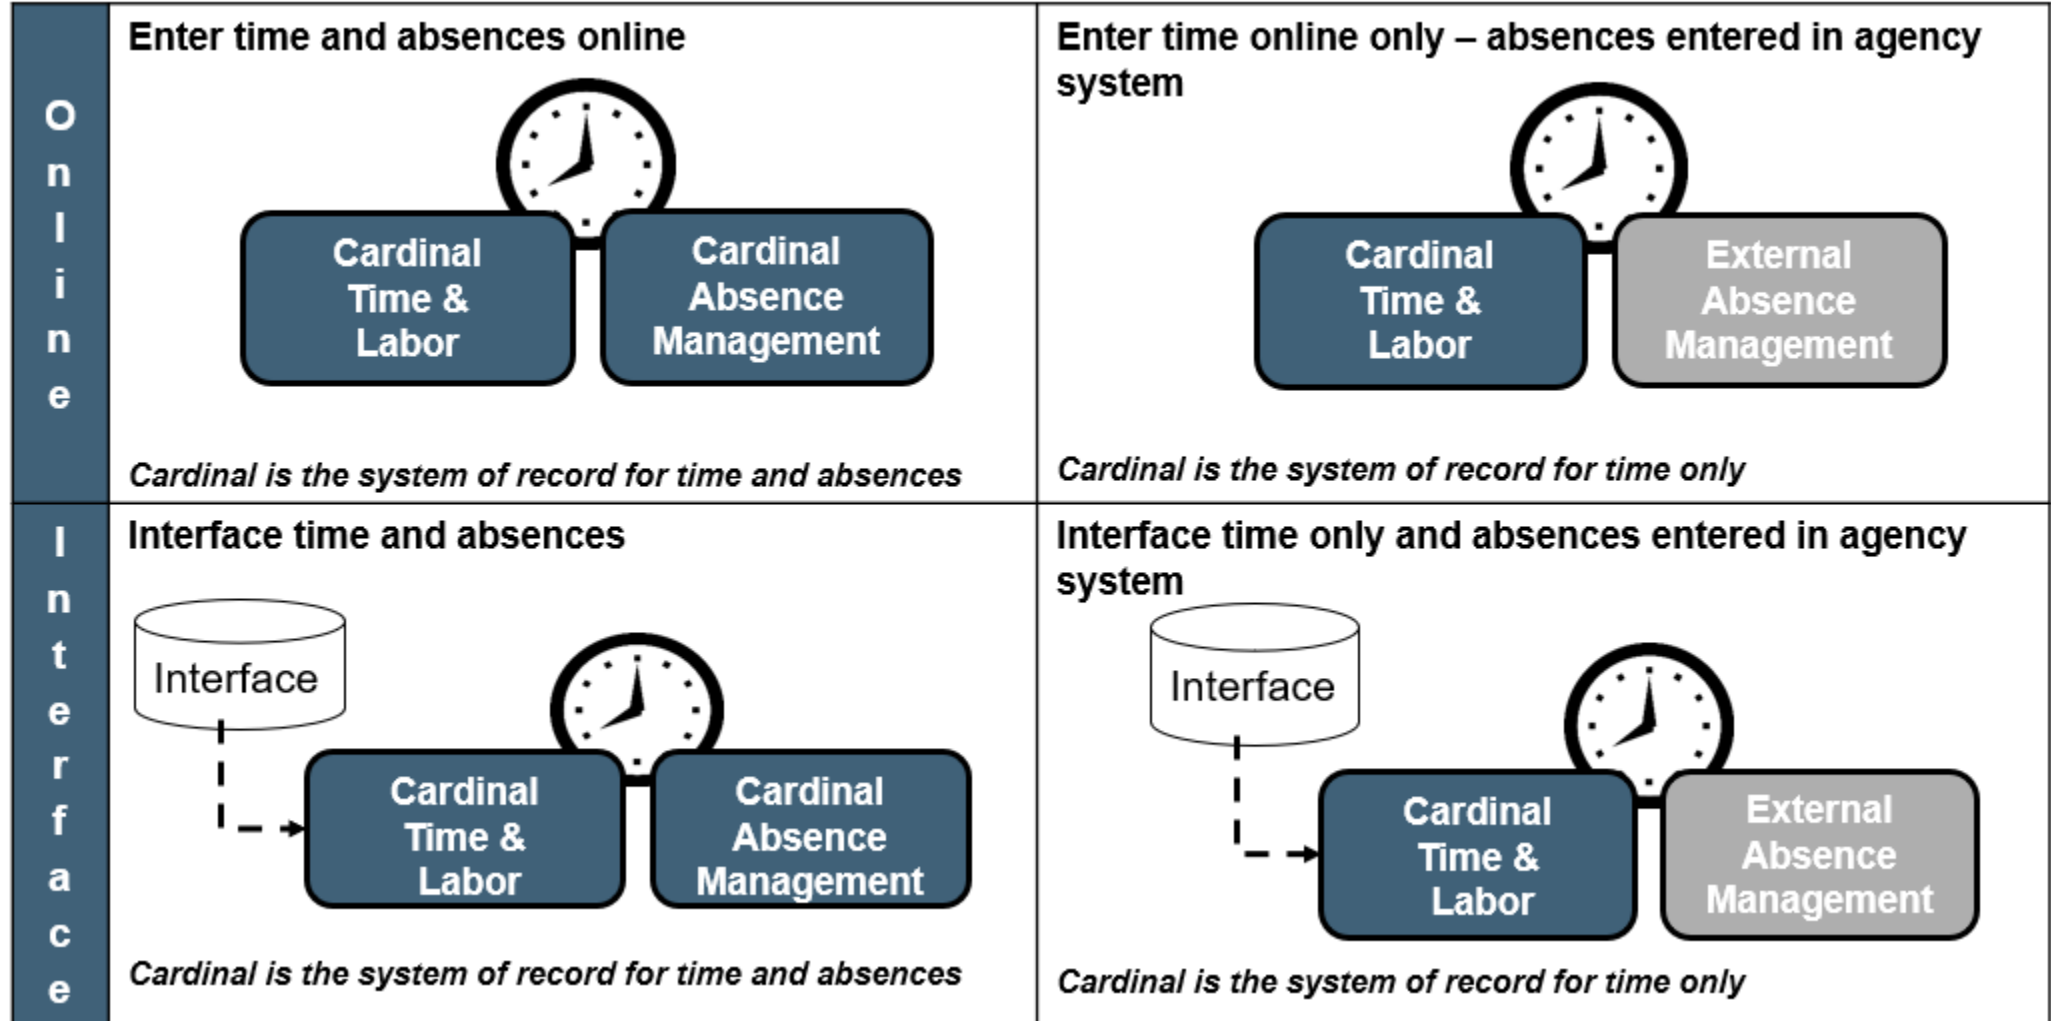 Online
Enter time and absences online
Cardinal
Time &
Labor
Cardinal
Absence
Management
Cardinal is the system of record for time and absences
Enter time online only – absences entered in agency
system
Cardinal
Time &
Labor
External
Absence
Management
Cardinal is the system of record for time only
Interface
Interface time and absences
Interface
Cardinal
Time &
Labor
Cardinal
Absence
Management
Cardinal is the system of record for time and absences
Interface time only and absences entered in agency
system
Interface
Cardinal
Time &
Labor
External
Absence
Management
Cardinal is the system of record for time only